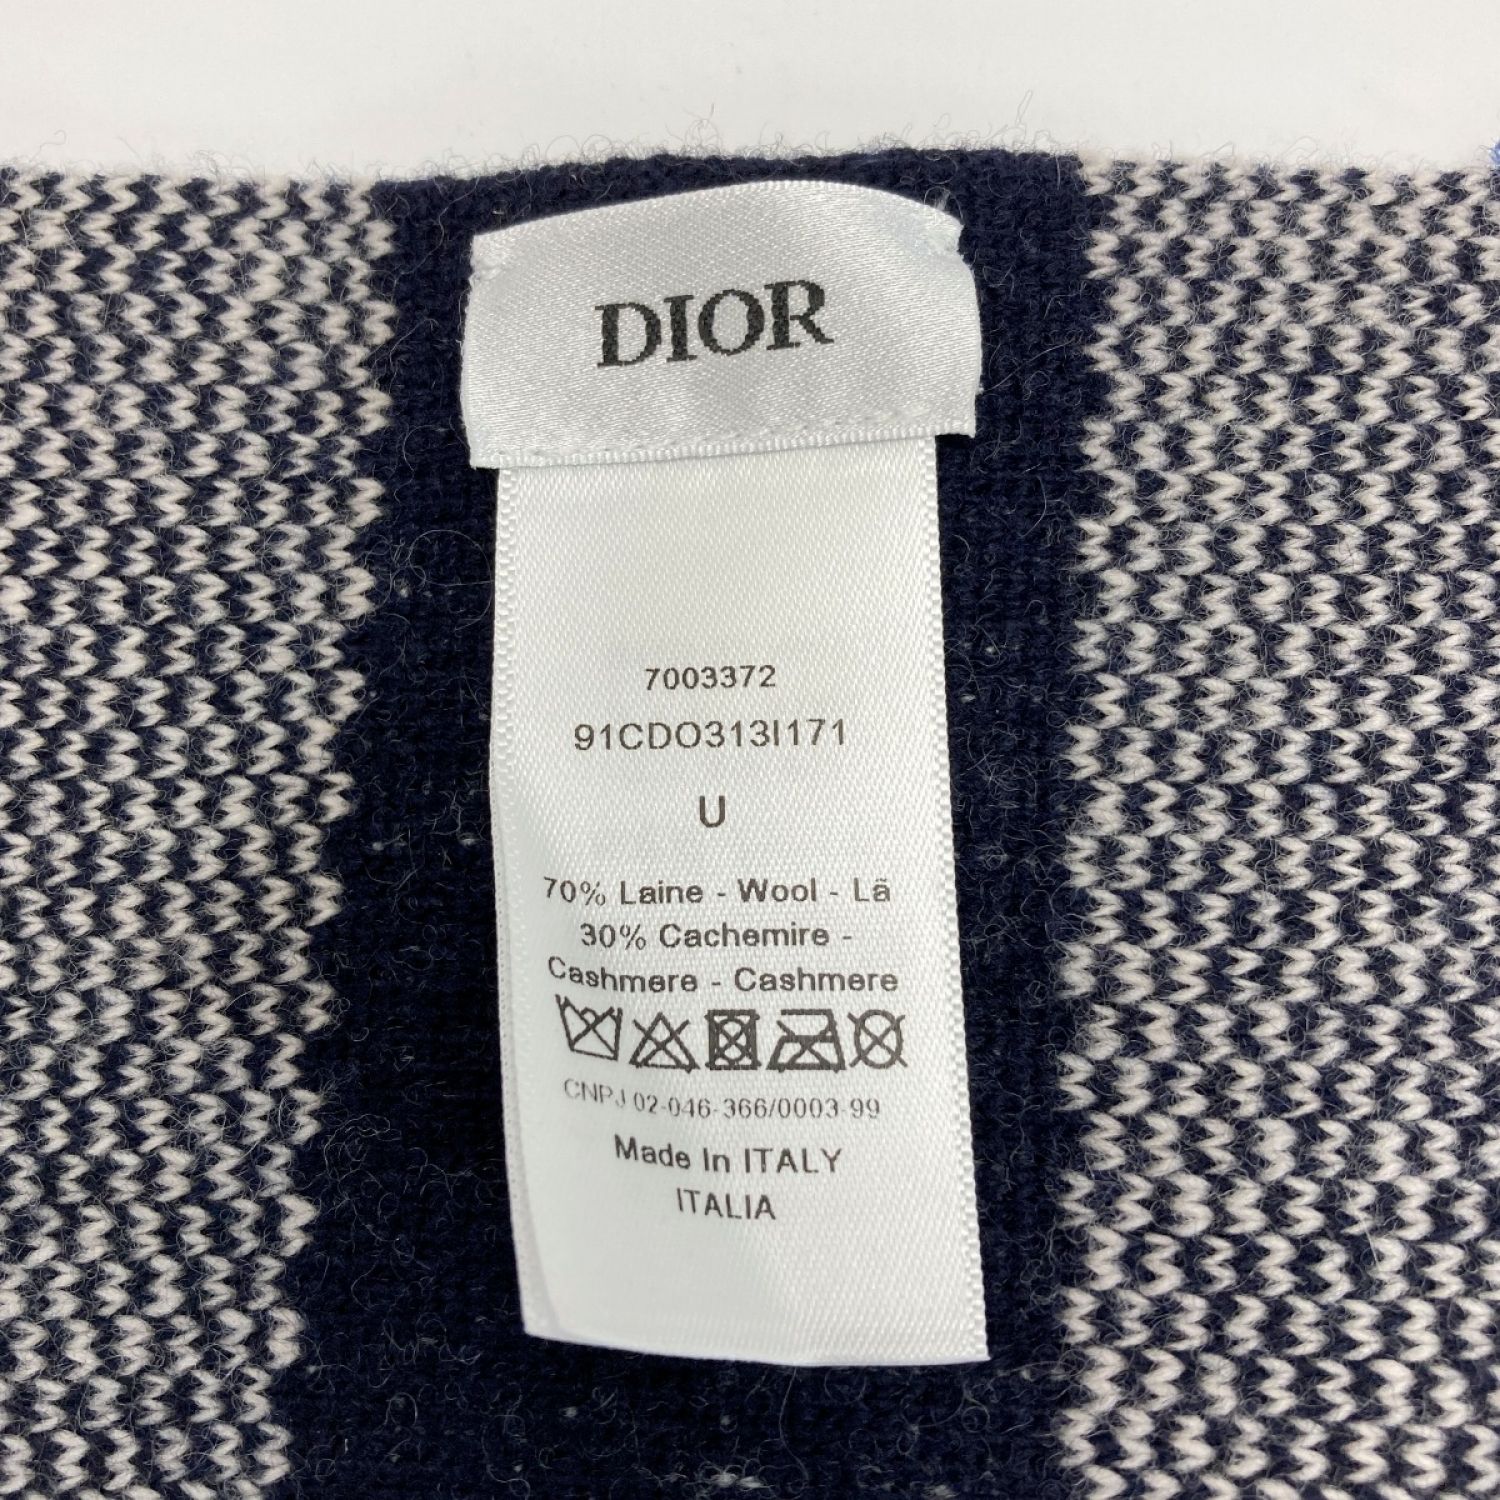 DIOR
7003372
91CDO313I171
U
70% Laine - Wool - Lã
30% Cachemire -
Cashmere - Cashmere
CNPJ 02-046-366/0003-99
Made In ITALY
ITALIA